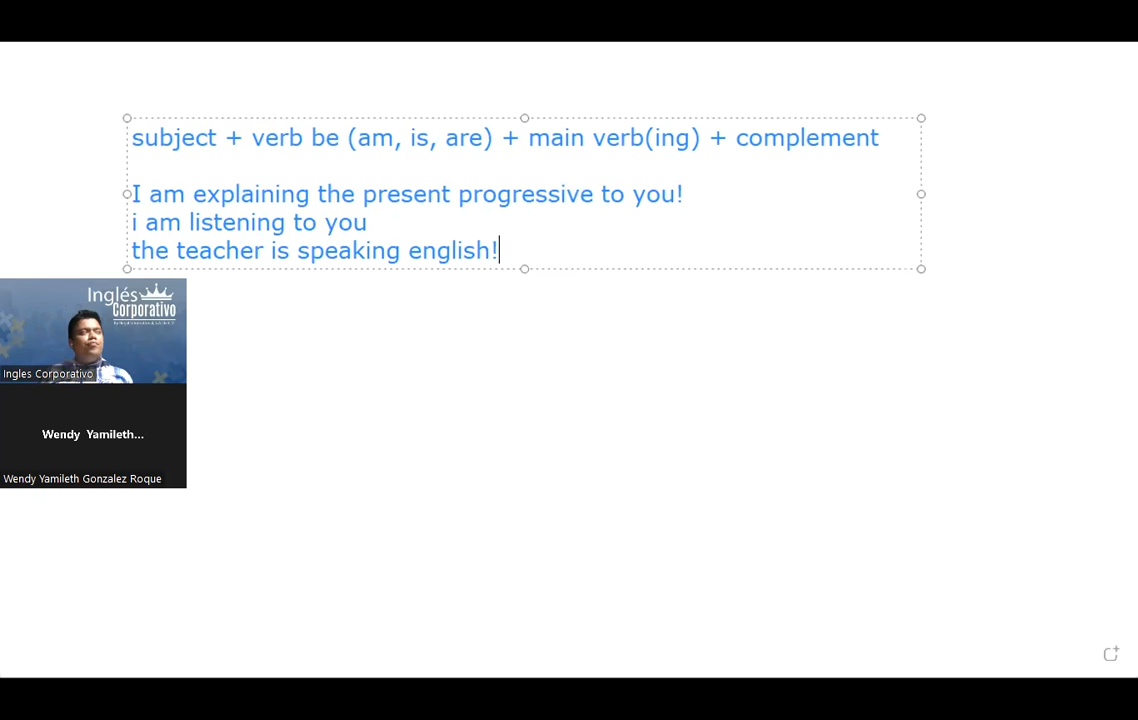 subject + verb be (am, is, are) + main verb(ing) + complement
I am explaining the present progressive to you!
i am listening to you
the teacher is speaking english!
Inglés
Corporativo
Ingles Corporativo
Wendy Yamileth...
Wendy Yamileth Gonzalez Roque